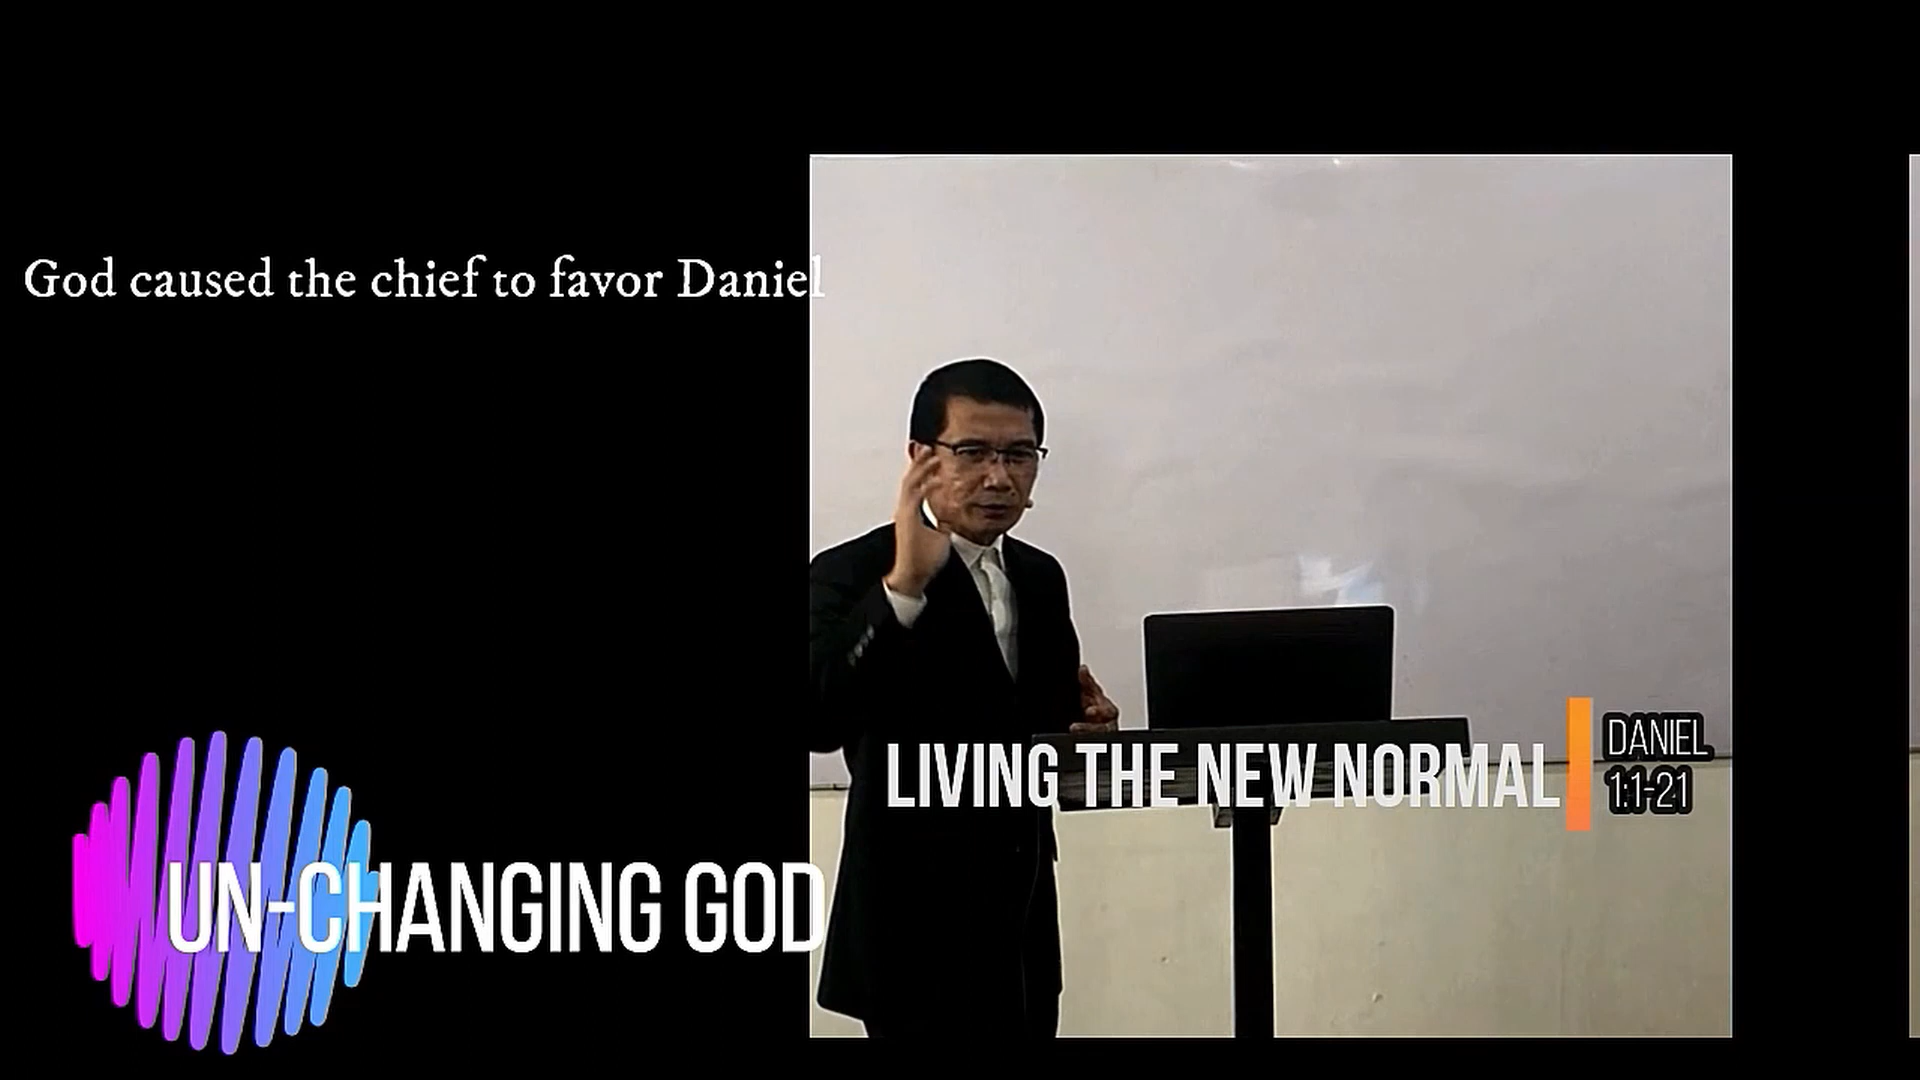 God caused the chief to favor Daniel
LIVING THE NEW NORMAL
DANIEL
1:1-21
UN-CHANGING GOD